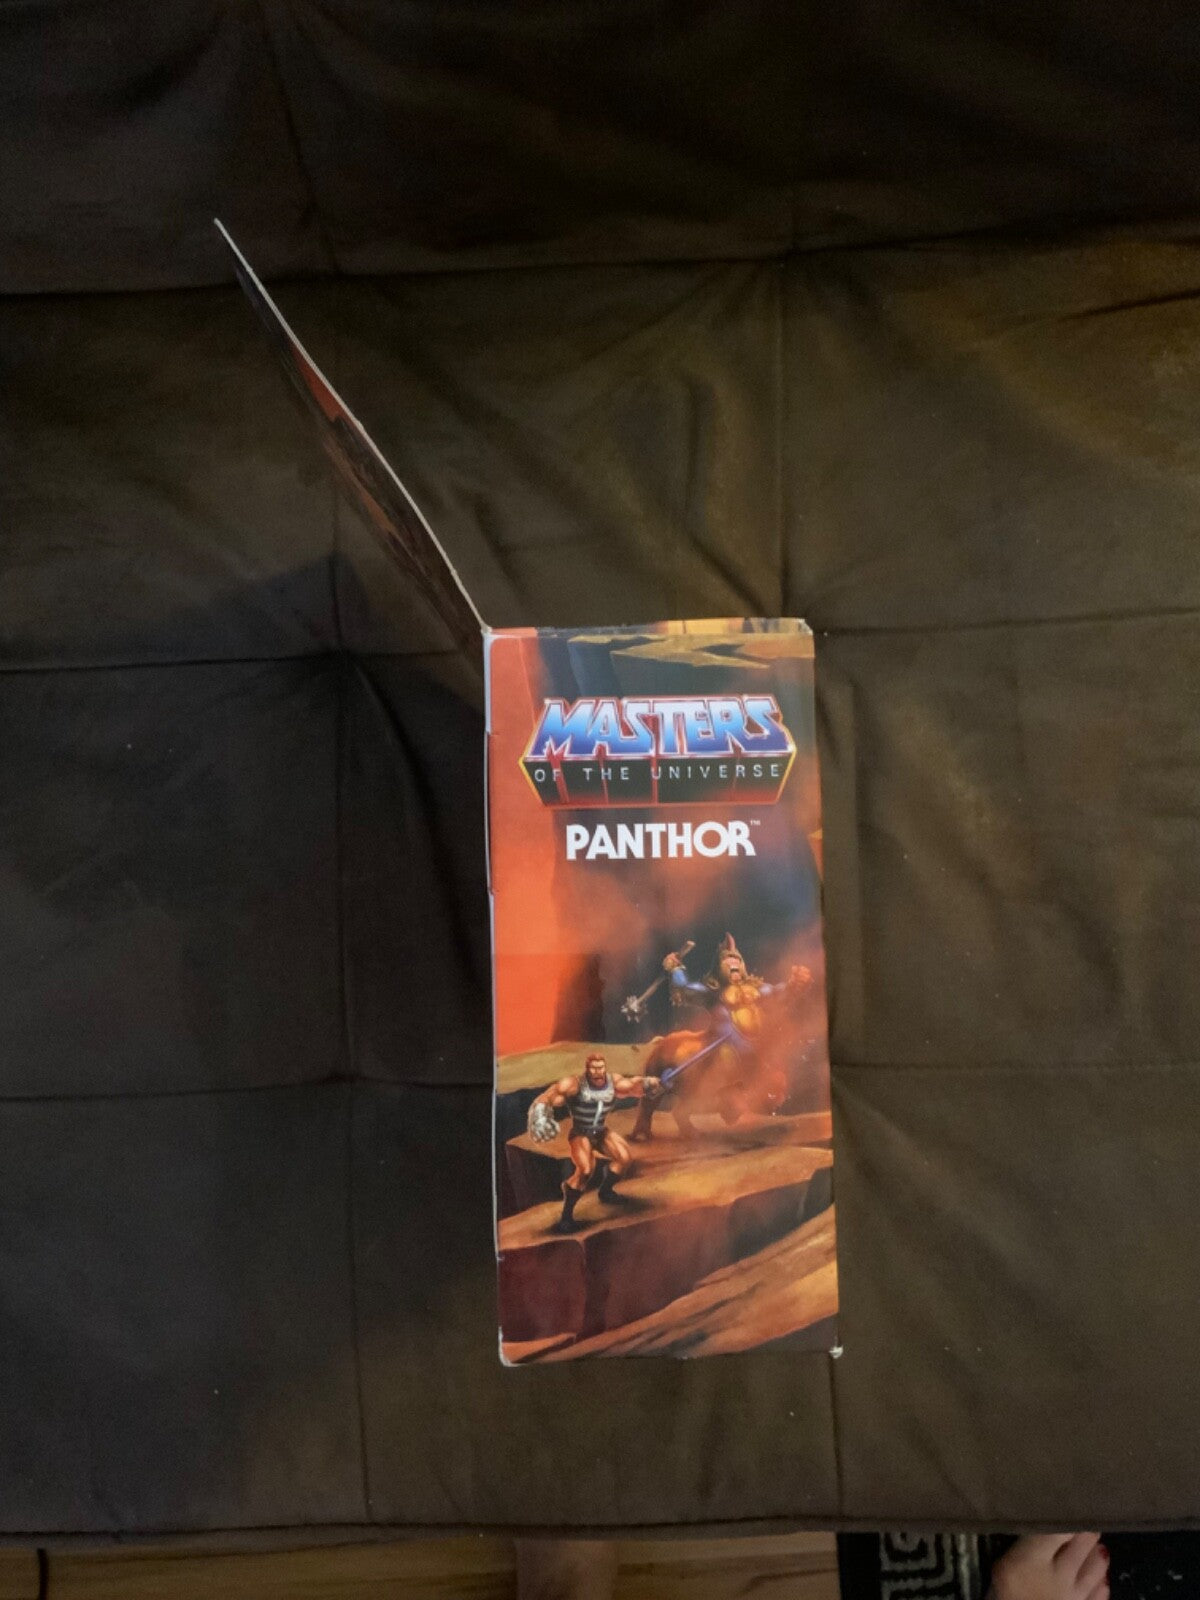 MASTERS
OF THE UNIVERSE
PANTHOR™